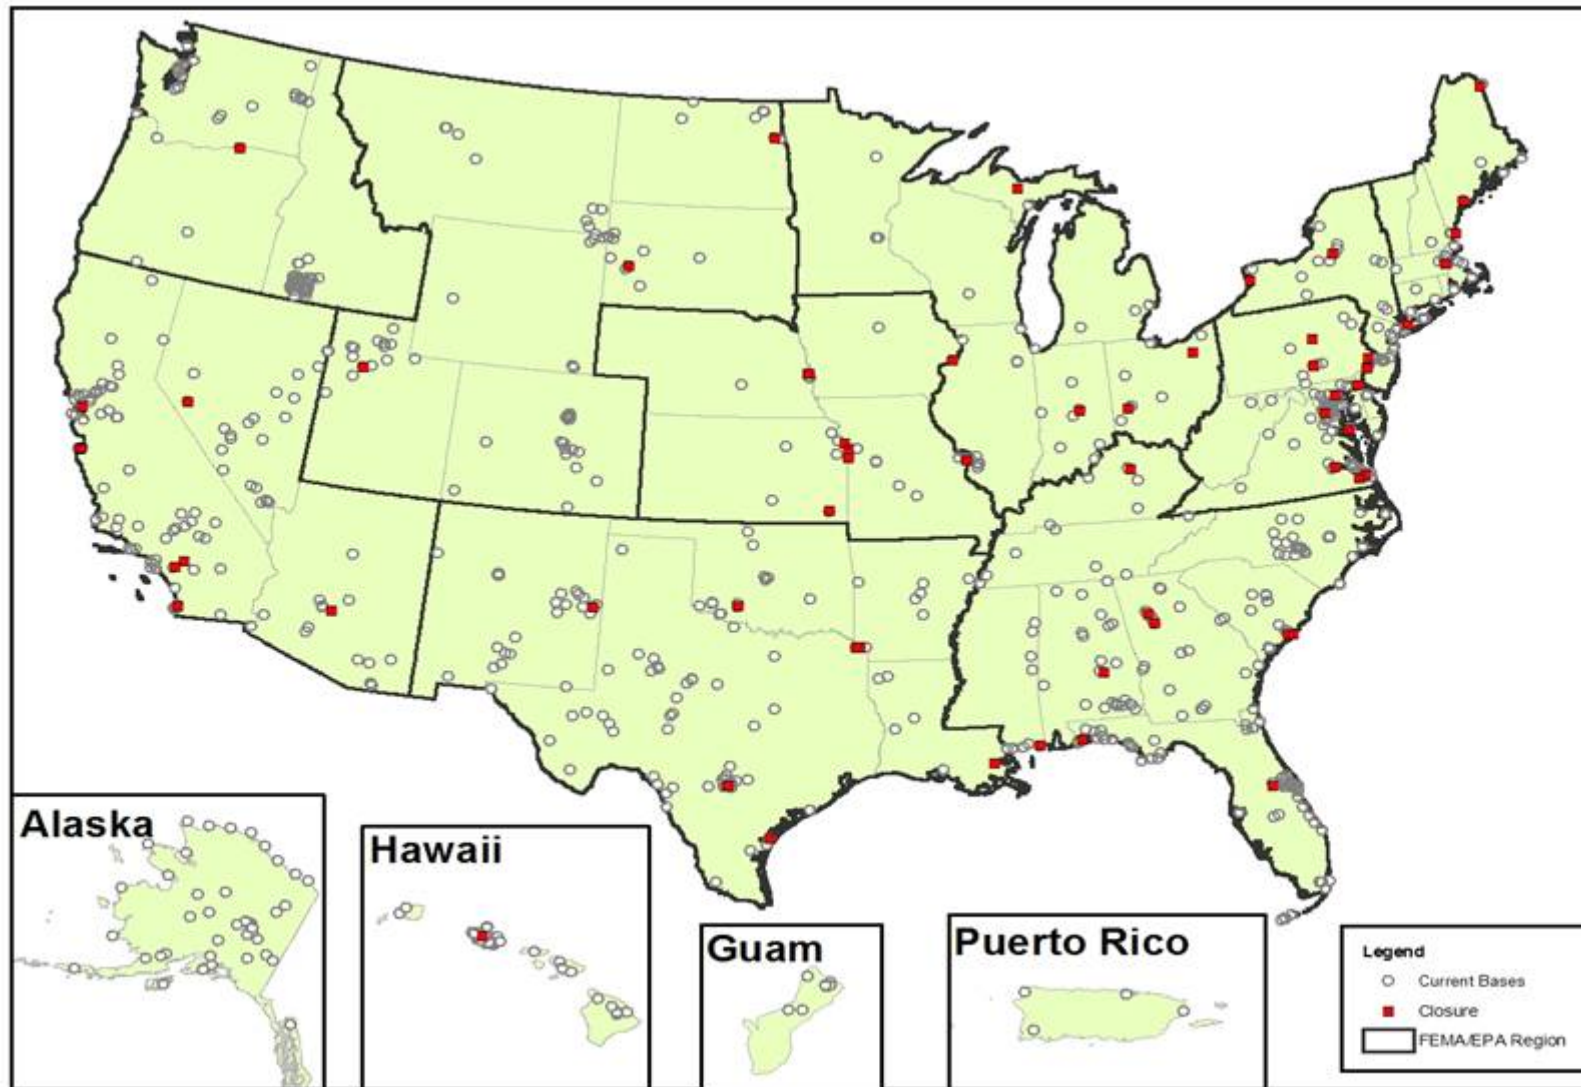 Alaska
Hawaii
Guam
Puerto Rico
Legend
Current Bases
Closure
FEMA/EPA Region